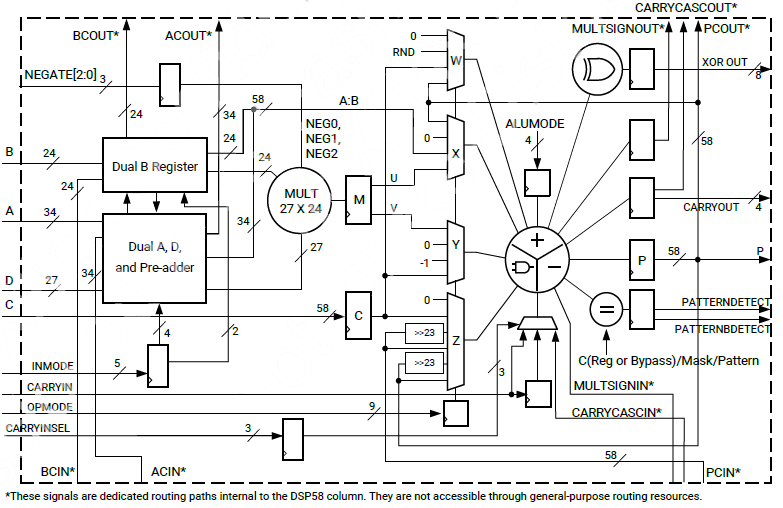 CARRYCASCOUT*
BCOUT*
ACOUT*
MULTSIGNOUT*
PCOUT*
NEGATE[2:0]
3
0
RND
W
XOR OUT
8
24
34
58
A:B
NEG0,
NEG1,
NEG2
24
24
0
X
ALUMODE
4
58
B
24
Dual B Register
24
MULT
27 X 24
M
U
V
A
34
34
CARRYOUT
4
Dual A, D,
and Pre-adder
27
0
-1
Y
+
−
P
58
P
D
27
34
C
58
C
0
>>23
>>23
Z
=
PATTERNDETECT
PATTERNBDETECT
4
2
INMODE
5
3
C(Reg or Bypass)/Mask/Pattern
CARRYIN
MULTSIGNIN*
OPMODE
9
CARRYCASCIN*
CARRYINSEL
3
58
BCIN*
ACIN*
PCIN*
*These signals are dedicated routing paths internal to the DSP58 column. They are not accessible through general-purpose routing resources.